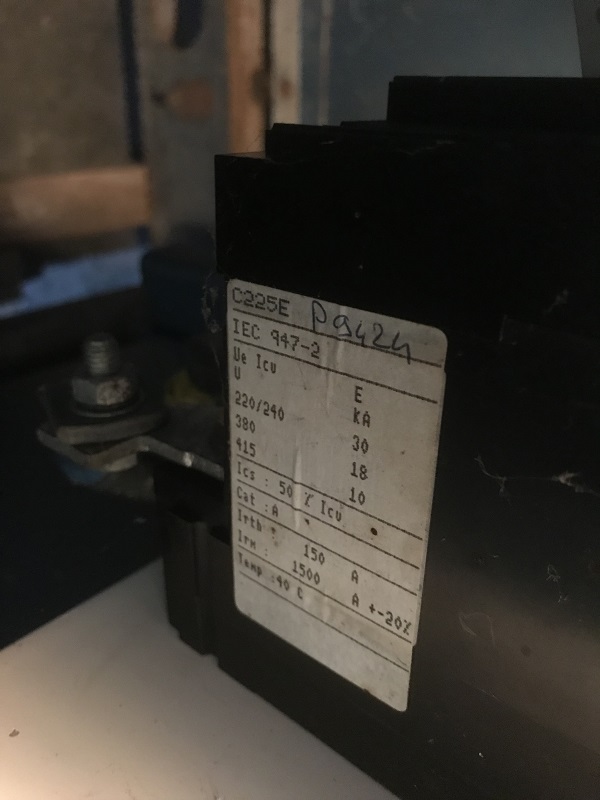 C225E P9424
IEC 947-2
Ue Icu E
U KA
220/240 30
380 18
415 10
Ics : 50 % Icu
Cat : A
Irth : 150 A
Irm : 1500 A +-20%
Temp :40 C